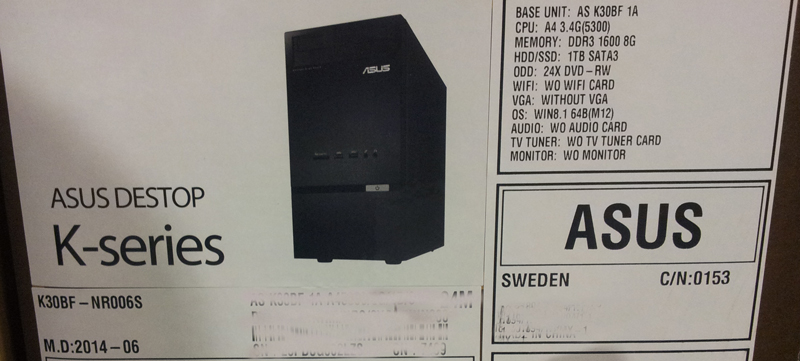 ASUS
ASUS DESTOP
K-series
K30BF-NR006S
M.D:2014-06
BASE UNIT: AS K30BF 1A
CPU: A4 3.4G(5300)
MEMORY: DDR3 1600 8G
HDD/SSD: 1TB SATA3
ODD: 24X DVD-RW
WIFI: WO WIFI CARD
VGA: WITHOUT VGA
OS: WIN8.1 64B(M12)
AUDIO: WO AUDIO CARD
TV TUNER: WO TV TUNER CARD
MONITOR: WO MONITOR
ASUS
SWEDEN C/N:0153